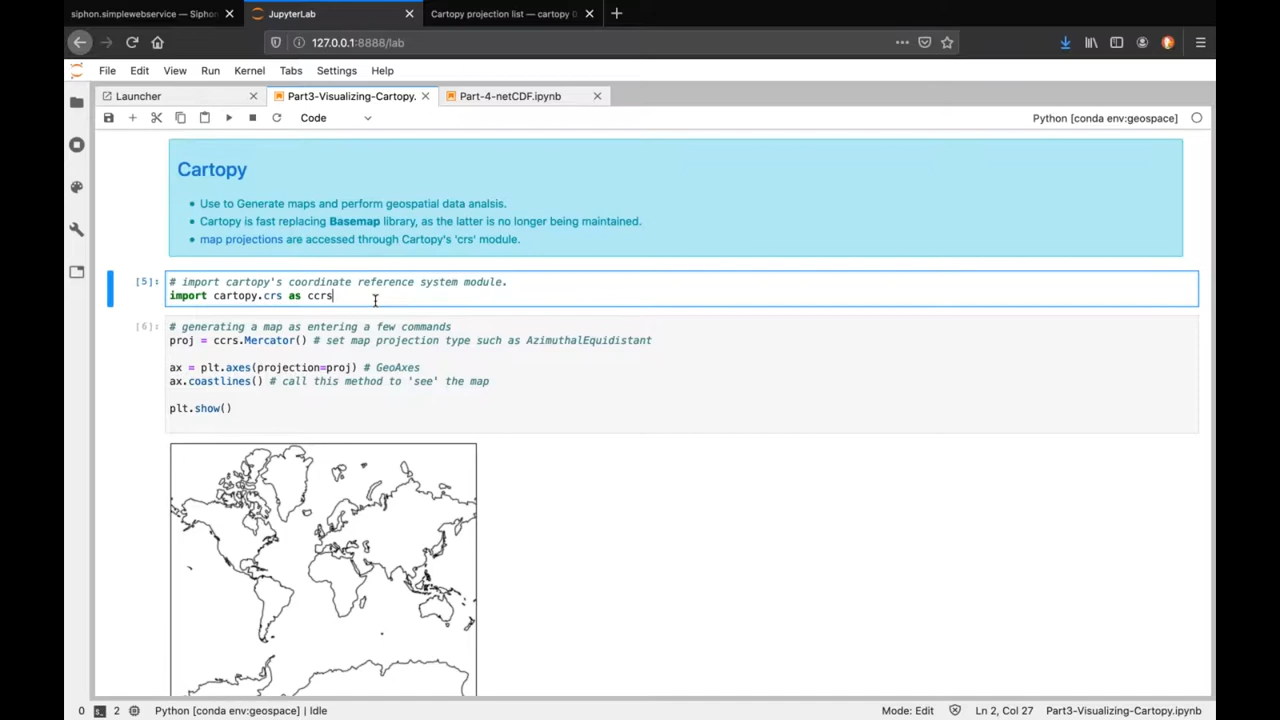 siphon.simplewebservice — Siphon
JupyterLab
Cartopy projection list — cartopy 0
127.0.0.1:8888/lab
File Edit View Run Kernel Tabs Settings Help
Launcher
Part3-Visualizing-Cartopy.
Part-4-netCDF.ipynb
Code
Python [conda env:geospace]
Cartopy
Use to Generate maps and perform geospatial data analsis.
Cartopy is fast replacing Basemap library, as the latter is no longer being maintained.
map projections are accessed through Cartopy's 'crs' module.
[5]: # import cartopy's coordinate reference system module.
import cartopy.crs as ccrs
[6]: # generating a map as entering a few commands
proj = ccrs.Mercator() # set map projection type such as AzimuthalEquidistant
ax = plt.axes(projection=proj) # GeoAxes
ax.coastlines() # call this method to 'see' the map
plt.show()
0 2 Python [conda env:geospace] | Idle
Mode: Edit Ln 2, Col 27 Part3-Visualizing-Cartopy.ipynb